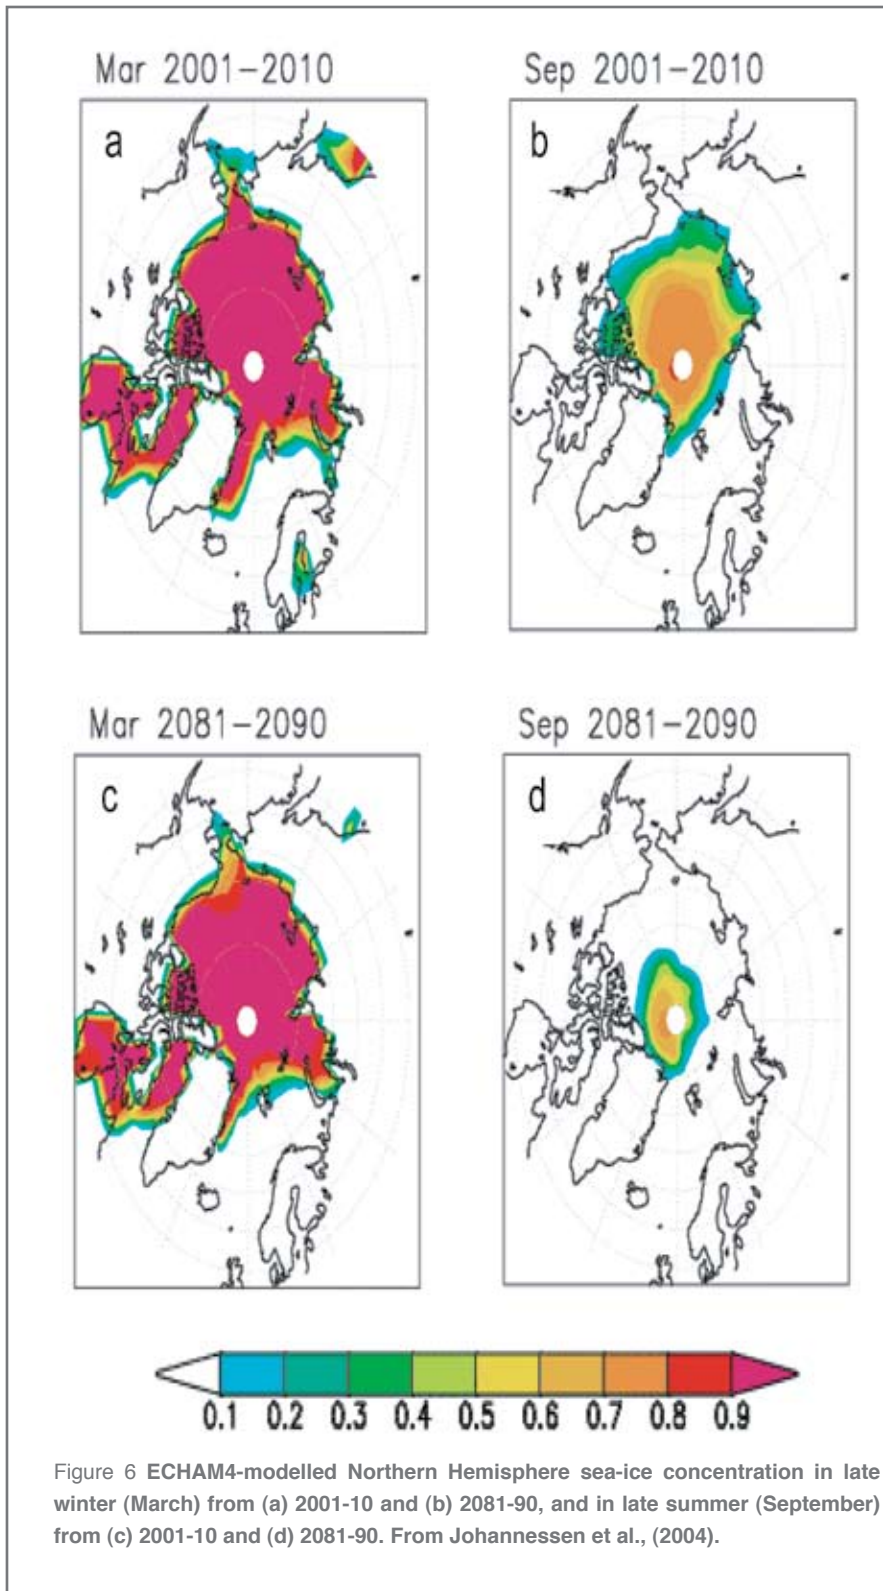 Mar 2001-2010
Sep 2001-2010
a
b
Mar 2081-2090
Sep 2081-2090
c
d
0.1 0.2 0.3 0.4 0.5 0.6 0.7 0.8 0.9
Figure 6 ECHAM4-modelled Northern Hemisphere sea-ice concentration in late
winter (March) from (a) 2001-10 and (b) 2081-90, and in late summer (September)
from (c) 2001-10 and (d) 2081-90. From Johannessen et al., (2004).